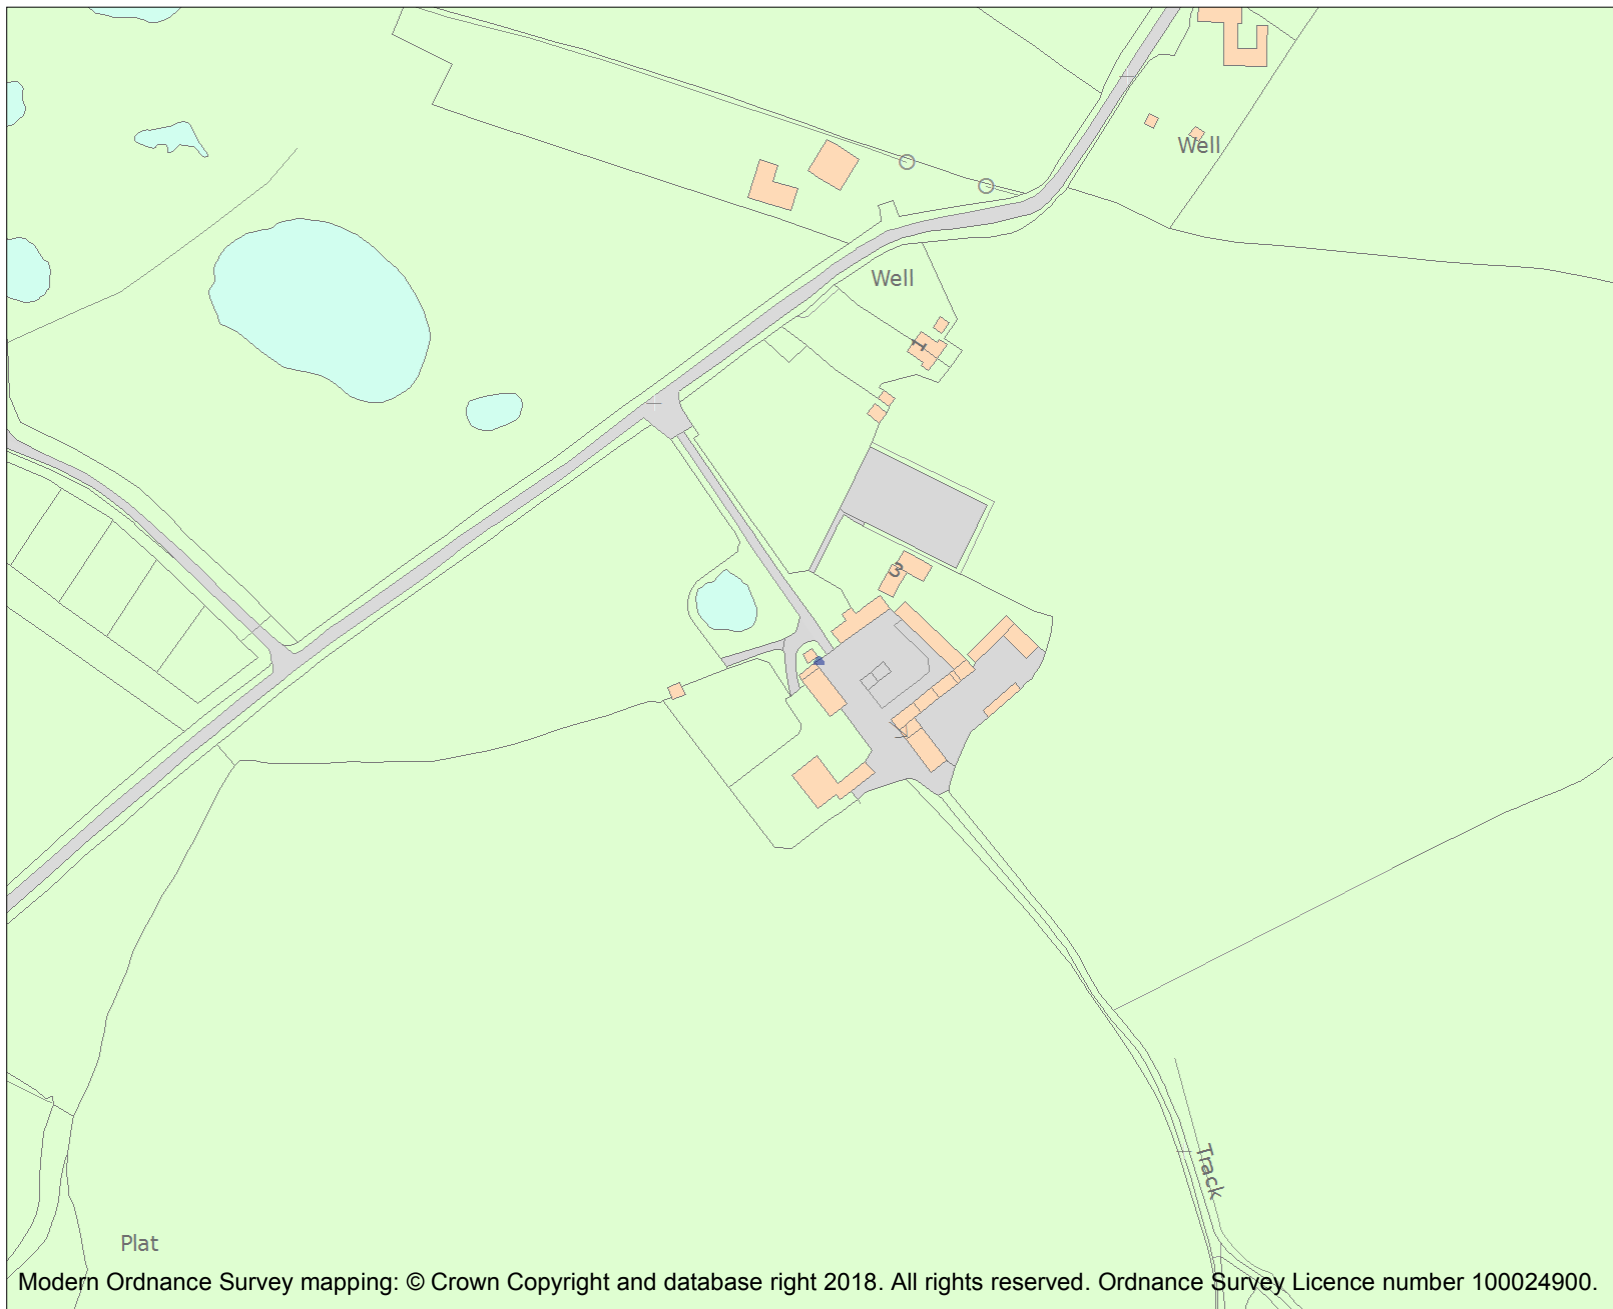 Well
Well
1
3
Track
Plat
Modern Ordnance Survey mapping: © Crown Copyright and database right 2018. All rights reserved. Ordnance Survey Licence number 100024900.